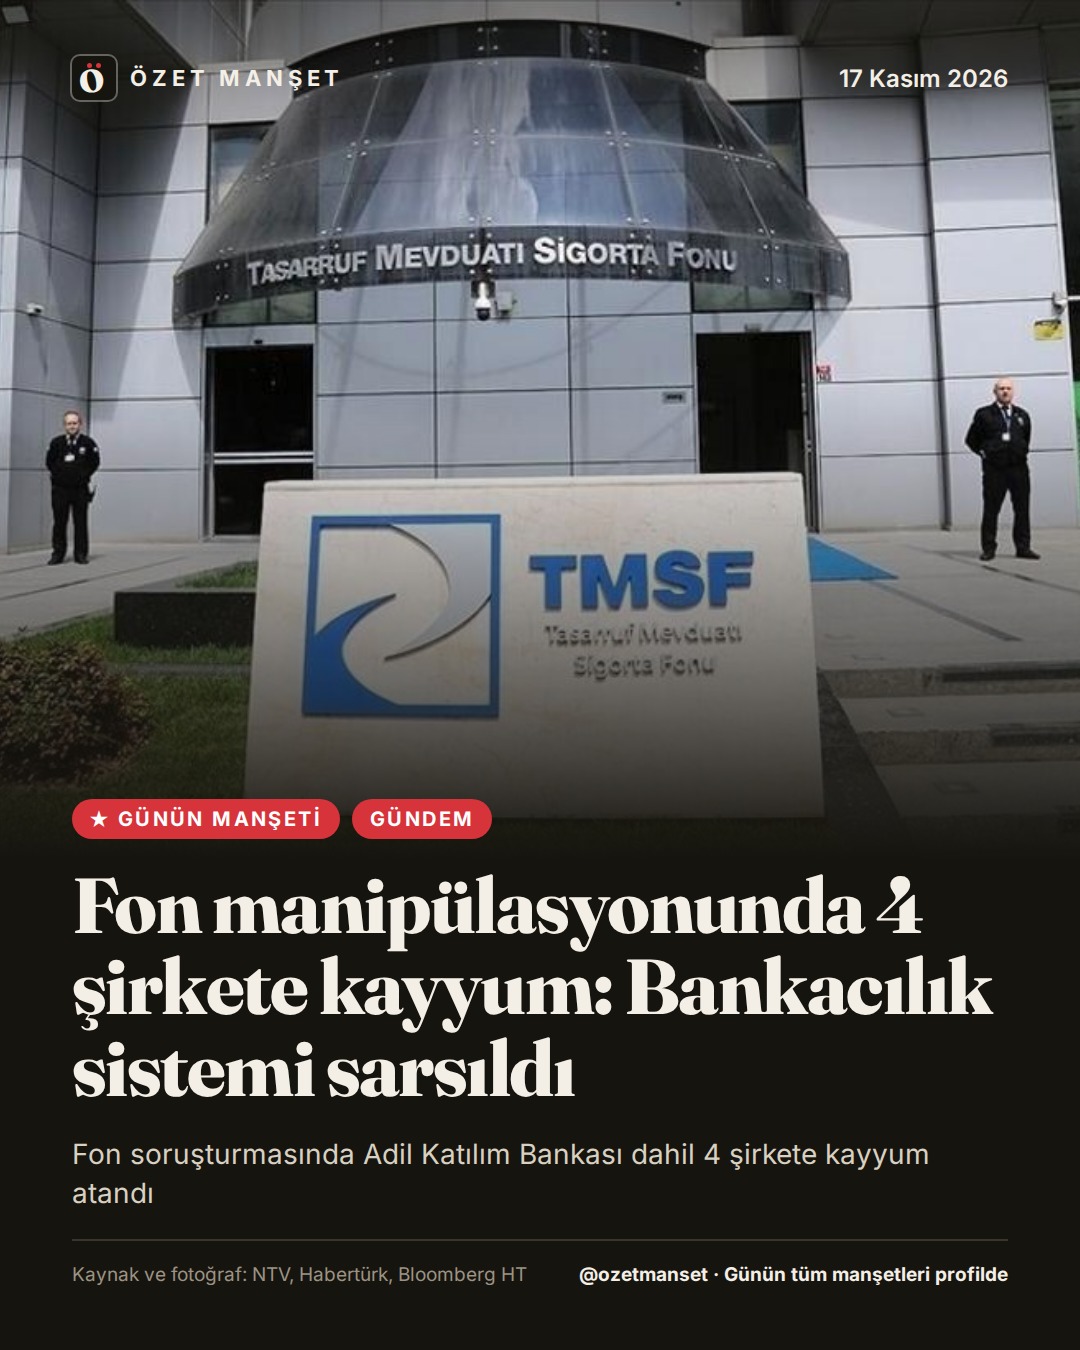 ö ÖZET MANŞET
17 Kasım 2026
TASARRUF MEVDUATI SİGORTA FONU
TMSF
Tasarruf Mevduatı
Sigorta Fonu
★ GÜNÜN MANŞETİ
GÜNDEM
Fon manipülasyonunda 4
şirkete kayyum: Bankacılık
sistemi sarsıldı
Fon soruşturmasında Adil Katılım Bankası dahil 4 şirkete kayyum
atandı
Kaynak ve fotoğraf: NTV, Habertürk, Bloomberg HT
@ozetmanset · Günün tüm manşetleri profilde